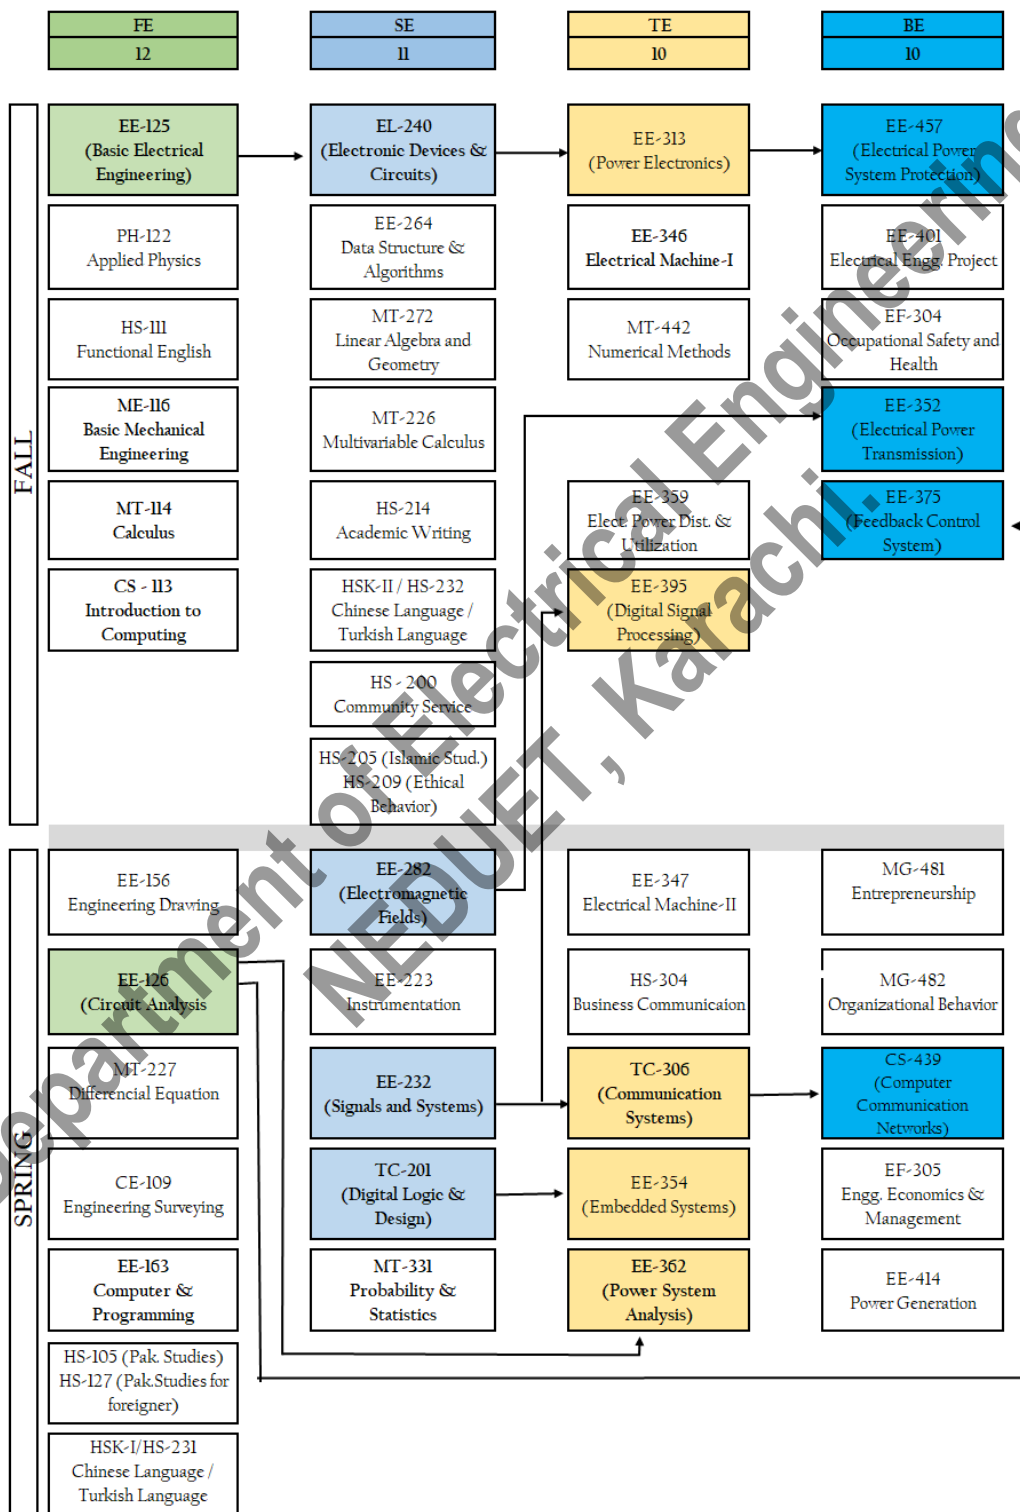 FE
12
SE
11
TE
10
BE
10
FALL
EE-125
(Basic Electrical
Engineering)
PH-122
Applied Physics
HS-111
Functional English
ME-116
Basic Mechanical
Engineering
MT-114
Calculus
CS - 113
Introduction to
Computing
EL-240
(Electronic Devices &
Circuits)
EE-264
Data Structure &
Algorithms
MT-272
Linear Algebra and
Geometry
MT-226
Multivariable Calculus
HS-214
Academic Writing
HSK-II / HS-232
Chinese Language /
Turkish Language
HS - 200
Community Service
HS-205 (Islamic Stud.)
HS-209 (Ethical
Behavior)
EE-313
(Power Electronics)
EE-346
Electrical Machine-I
MT-442
Numerical Methods
EE-359
Elect. Power Dist. &
Utilization
EE-395
(Digital Signal
Processing)
EE-457
(Electrical Power
System Protection)
EE-401
Electrical Engg. Project
EF-304
Occupational Safety and
Health
EE-352
(Electrical Power
Transmission)
EE-375
(Feedback Control
System)
SPRING
EE-156
Engineering Drawing
EE-126
(Circuit Analysis
MT-227
Differencial Equation
CE-109
Engineering Surveying
EE-163
Computer &
Programming
HS-105 (Pak. Studies)
HS-127 (Pak.Studies for
foreigner)
HSK-I/HS-231
Chinese Language /
Turkish Language
EE-282
(Electromagnetic
Fields)
EE-223
Instrumentation
EE-232
(Signals and Systems)
TC-201
(Digital Logic &
Design)
MT-331
Probability &
Statistics
EE-347
Electrical Machine-II
HS-304
Business Communicaion
TC-306
(Communication
Systems)
EE-354
(Embedded Systems)
EE-362
(Power System
Analysis)
MG-481
Entrepreneurship
MG-482
Organizational Behavior
CS-439
(Computer
Communication
Networks)
EF-305
Engg. Economics &
Management
EE-414
Power Generation
Department of Electrical Engineering
NEDUET, Karachi.